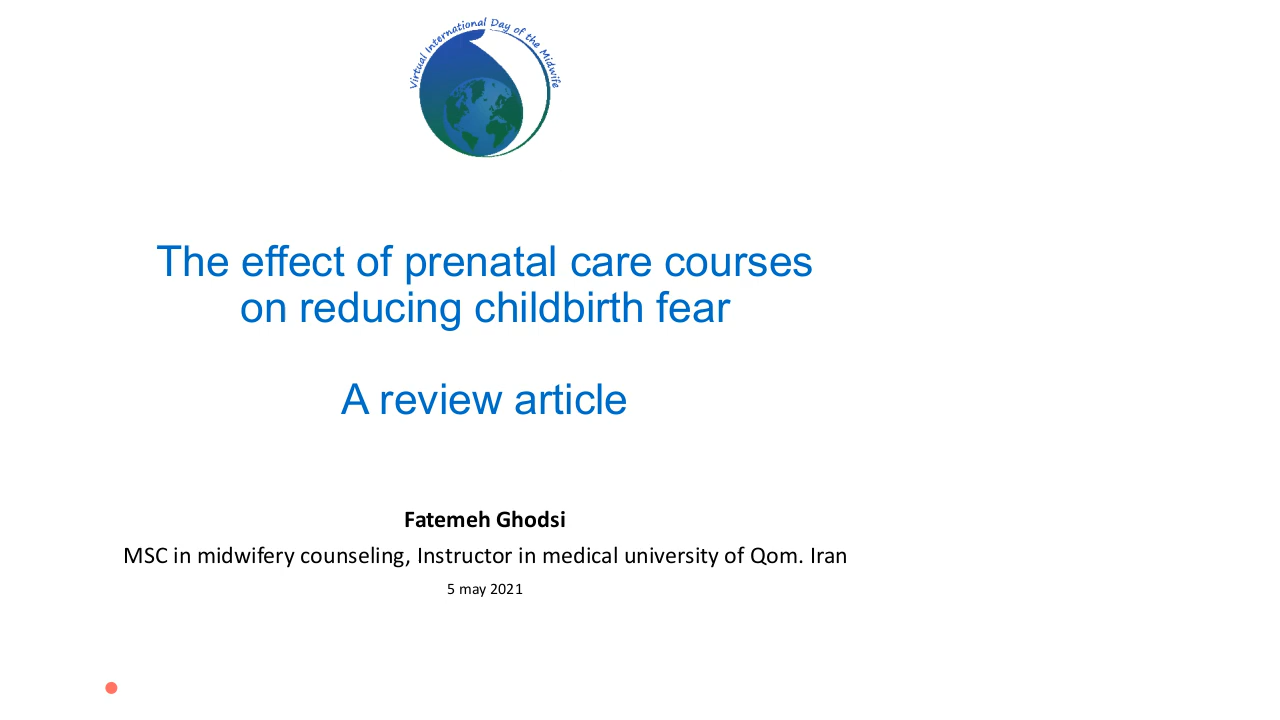 Virtual International Day of the Midwife
The effect of prenatal care courses
on reducing childbirth fear
A review article
Fatemeh Ghodsi
MSC in midwifery counseling, Instructor in medical university of Qom. Iran
5 may 2021